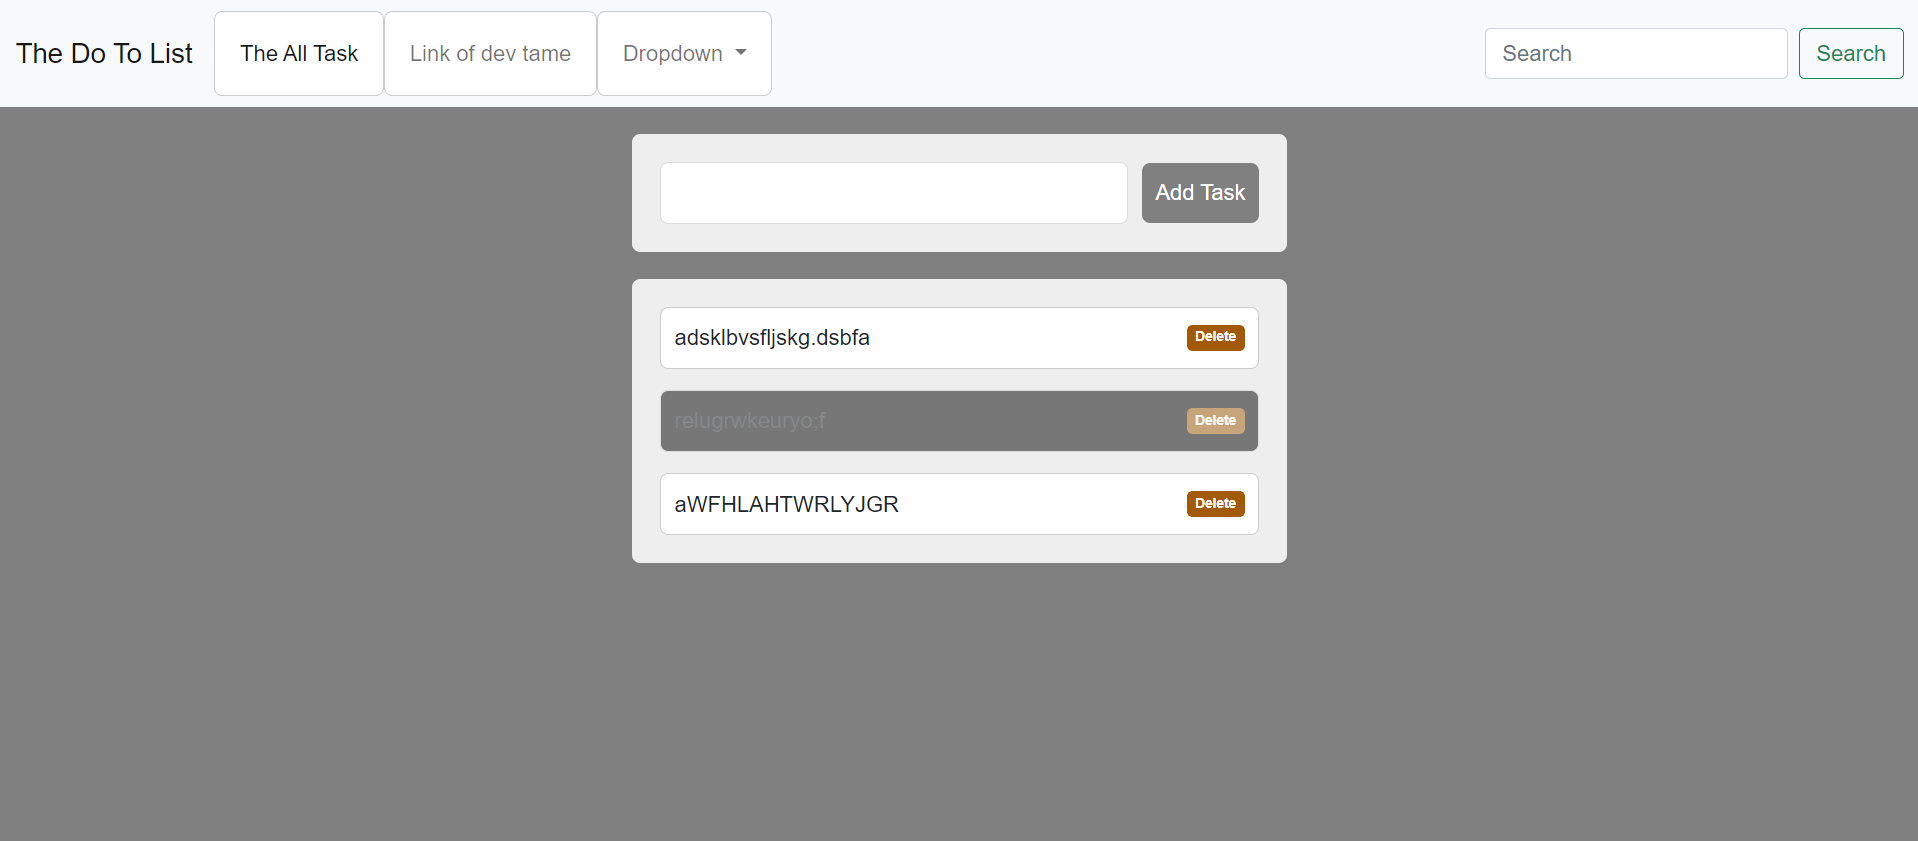 The Do To List
The All Task
Link of dev tame
Dropdown
Search
Search
Add Task
adsklbvsfljskg.dsbfa
Delete
relugrwkeuryo;f
Delete
aWFHLAHTWRLYJGR
Delete